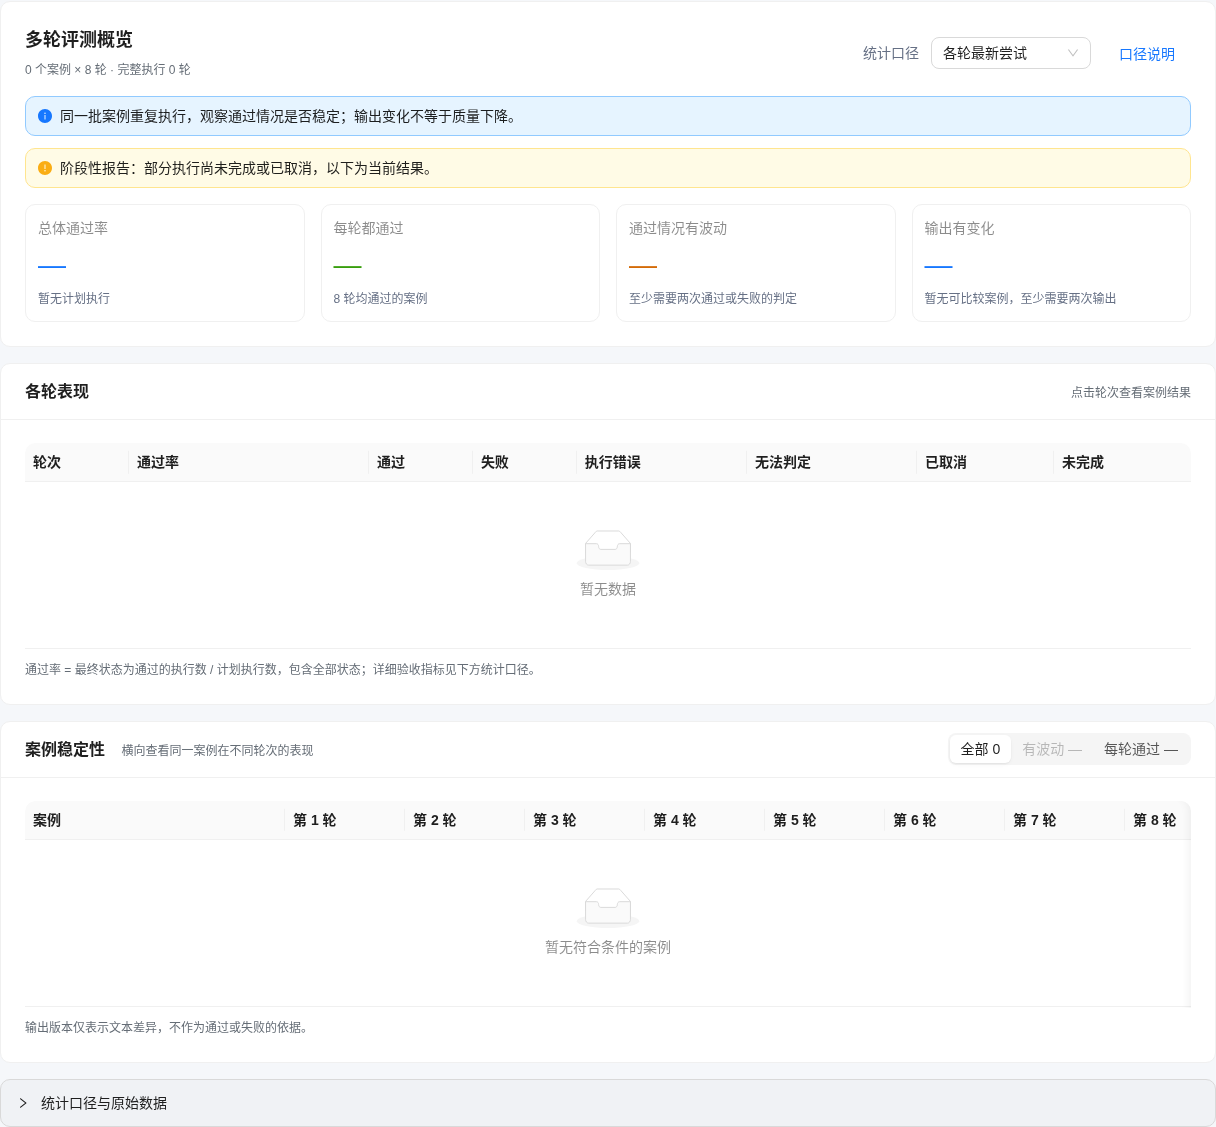 多轮评测概览
0 个案例 × 8 轮 · 完整执行 0 轮
统计口径 各轮最新尝试 口径说明
同一批案例重复执行，观察通过情况是否稳定；输出变化不等于质量下降。
阶段性报告：部分执行尚未完成或已取消，以下为当前结果。
总体通过率 每轮都通过 通过情况有波动 输出有变化
— — — —
暂无计划执行 8 轮均通过的案例 至少需要两次通过或失败的判定 暂无可比较案例，至少需要两次输出
各轮表现 点击轮次查看案例结果
轮次 通过率 通过 失败 执行错误 无法判定 已取消 未完成
暂无数据
通过率 = 最终状态为通过的执行数 / 计划执行数，包含全部状态；详细验收指标见下方统计口径。
案例稳定性 横向查看同一案例在不同轮次的表现 全部 0 有波动 — 每轮通过 —
案例 第 1 轮 第 2 轮 第 3 轮 第 4 轮 第 5 轮 第 6 轮 第 7 轮 第 8 轮
暂无符合条件的案例
输出版本仅表示文本差异，不作为通过或失败的依据。
统计口径与原始数据